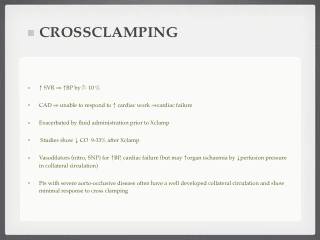 CROSSCLAMPING
↑ SVR ⇒ ↑BP by 7- 10 %
CAD ⇒ unable to respond to ↑ cardiac work ⇒cardiac failure
Exacerbated by fluid administration prior to Xclamp
Studies show ↓ CO 9-33% after Xclamp
Vasodilators (nitro, SNP) for ↑BP, cardiac failure (but may ↑organ ischaemia by ↓perfusion pressure
in collateral circulation)
Pts with severe aorto-occlusive disease often have a well developed collateral circulation and show
minimal response to cross clamping